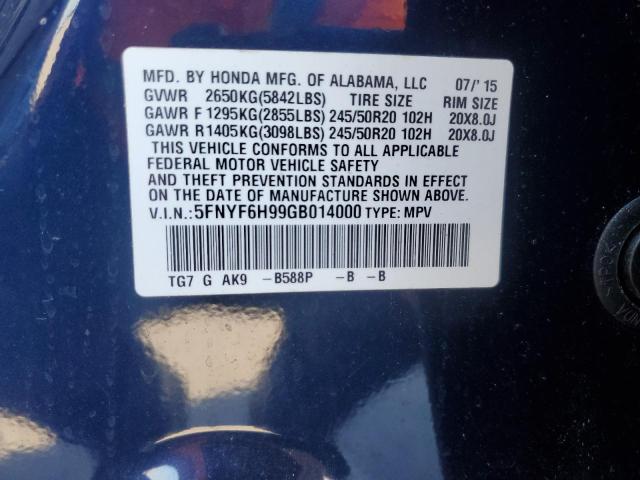 MFD. BY HONDA MFG. OF ALABAMA, LLC 07/'15
GVWR 2650KG(5842LBS) TIRE SIZE RIM SIZE
GAWR F 1295KG(2855LBS) 245/50R20 102H 20X8.0J
GAWR R 1405KG(3098LBS) 245/50R20 102H 20X8.0J
THIS VEHICLE CONFORMS TO ALL APPLICABLE
FEDERAL MOTOR VEHICLE SAFETY
AND THEFT PREVENTION STANDARDS IN EFFECT
ON THE DATE OF MANUFACTURE SHOWN ABOVE.
V.I.N.: 5FNYF6H99GB014000 TYPE: MPV
TG7 G AK9 -B588P -B -B